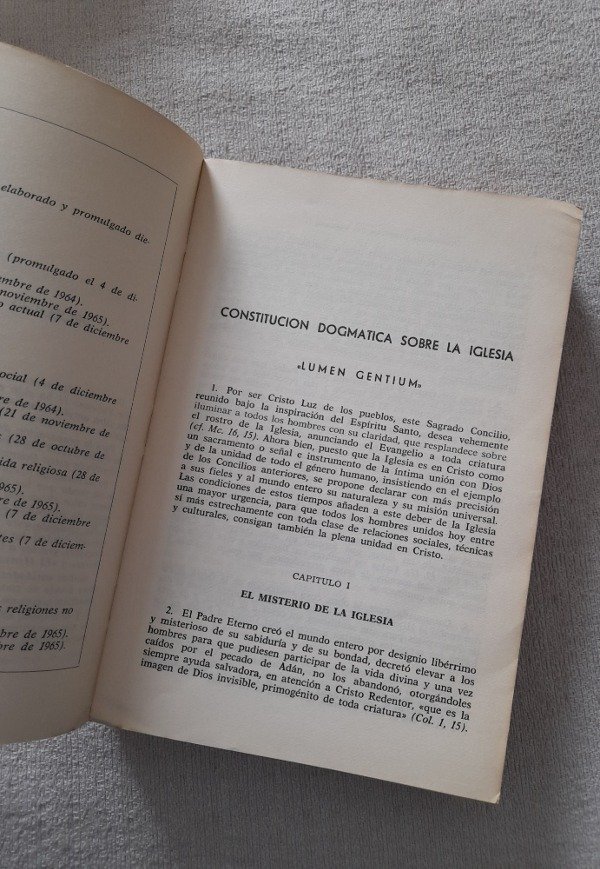 elaborado y promulgado die-
(promulgado el 4 de di-
embre de 1964).
noviembre de 1965).
o actual (7 de diciembre
ocial (4 de diciembre
re de 1964).
(21 de noviembre de
(28 de octubre de
ida religiosa (28 de
1965).
bre de 1965).
(7 de diciembre
tes (7 de diciem-
s religiones no
bre de 1965).
bre de 1965).
CONSTITUCION DOGMATICA SOBRE LA IGLESIA
«LUMEN GENTIUM»
1. Por ser Cristo Luz de los pueblos, este Sagrado Concilio,
reunido bajo la inspiración del Espíritu Santo, desea vehemente
iluminar a todos los hombres con su claridad, que resplandece sobre
el rostro de la Iglesia, anunciando el Evangelio a toda criatura
(cf. Mc. 16, 15). Ahora bien, puesto que la Iglesia es en Cristo como
un sacramento o señal e instrumento de la íntima unión con Dios
y de la unidad de todo el género humano, insistiendo en el ejemplo
de los Concilios anteriores, se propone declarar con más precisión
a sus fieles y al mundo entero su naturaleza y su misión universal.
Las condiciones de estos tiempos añaden a este deber de la Iglesia
una mayor urgencia, para que todos los hombres unidos hoy entre
sí más estrechamente con toda clase de relaciones sociales, técnicas
y culturales, consigan también la plena unidad en Cristo.
CAPITULO I
EL MISTERIO DE LA IGLESIA
2. El Padre Eterno creó el mundo entero por designio libérrimo
y misterioso de su sabiduría y de su bondad, decretó elevar a los
hombres para que pudiesen participar de la vida divina y una vez
caídos por el pecado de Adán, no los abandonó, otorgándoles
siempre ayuda salvadora, en atención a Cristo Redentor, «que es la
imagen de Dios invisible, primogénito de toda criatura» (Col. 1, 15).